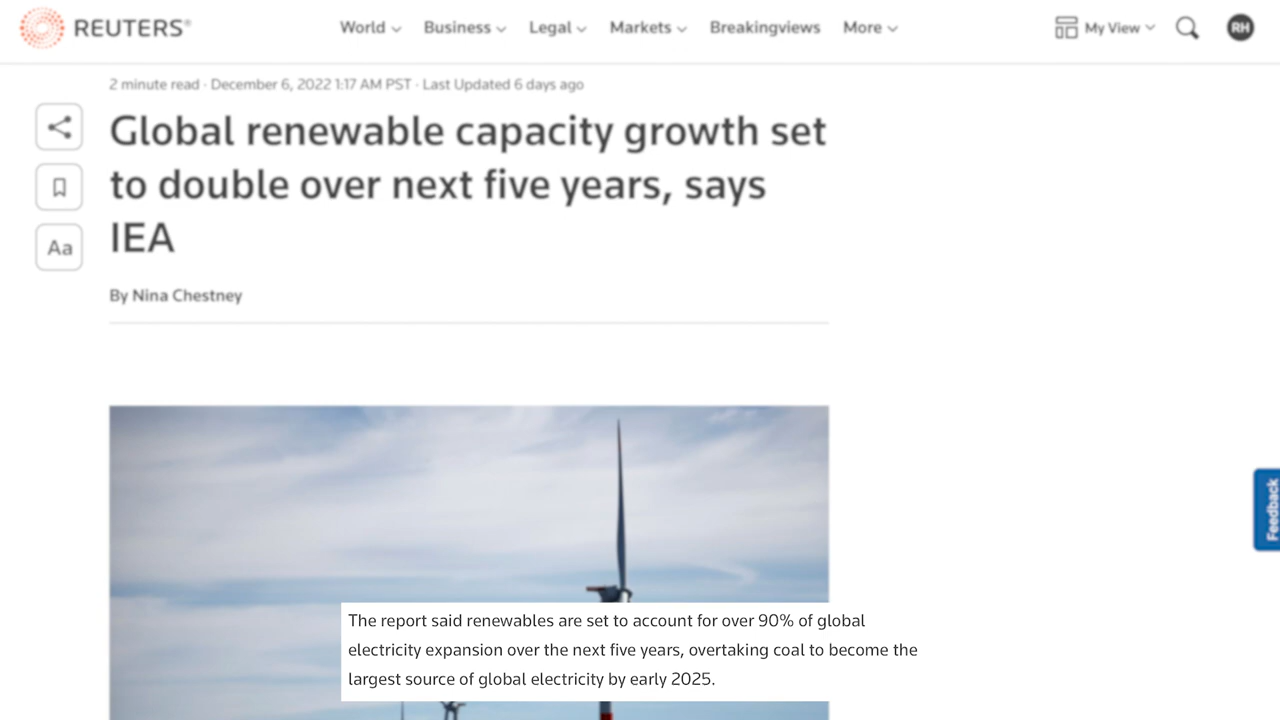 REUTERS®
World
Business
Legal
Markets
Breakingviews
More
My View
RH
2 minute read · December 6, 2022 1:17 AM PST · Last Updated 6 days ago
Global renewable capacity growth set
to double over next five years, says
IEA
Aa
By Nina Chestney
Feedback
The report said renewables are set to account for over 90% of global
electricity expansion over the next five years, overtaking coal to become the
largest source of global electricity by early 2025.